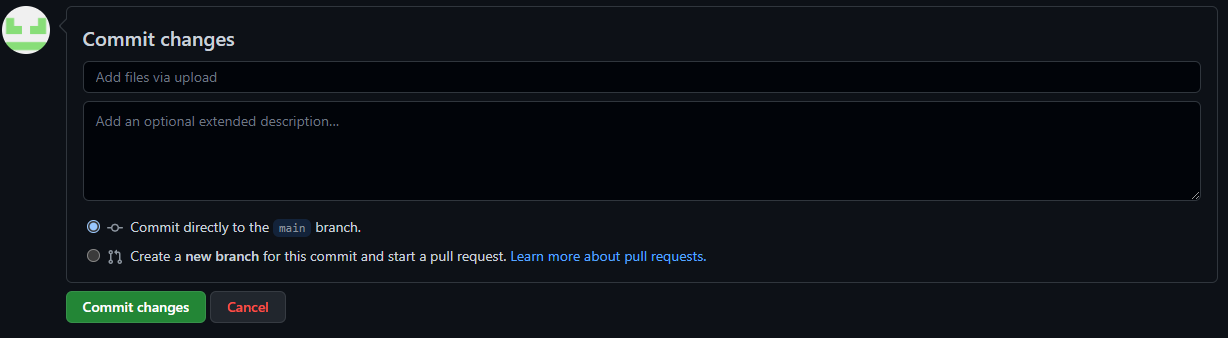 Commit changes
Add files via upload
Add an optional extended description...
Commit directly to the main branch.
Create a new branch for this commit and start a pull request. Learn more about pull requests.
Commit changes Cancel